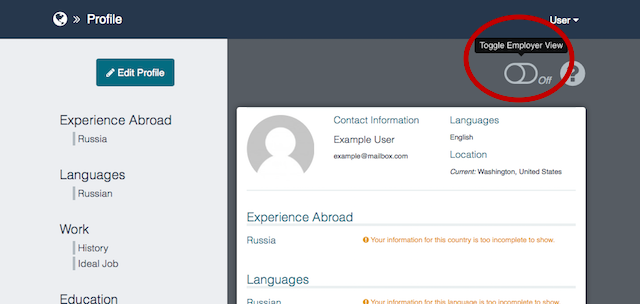 » Profile
User
Toggle Employer View
Off
?
Edit Profile
Experience Abroad
Russia
Languages
Russian
Work
History
Ideal Job
Education
Contact Information
Example User
example@mailbox.com
Languages
English
Location
Current: Washington, United States
Experience Abroad
Russia
Your information for this country is too incomplete to show.
Languages
Russian
Your information for this language is too incomplete to show.